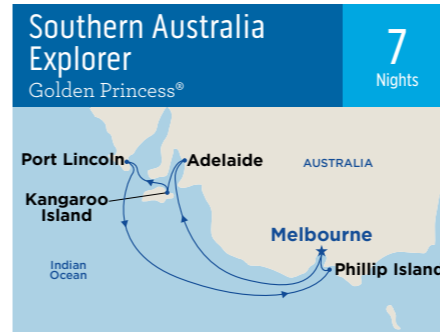 Southern Australia
Explorer
Golden Princess®
7
Nights
Port Lincoln
Adelaide
AUSTRALIA
Kangaroo
Island
Melbourne
Indian
Ocean
Phillip Island